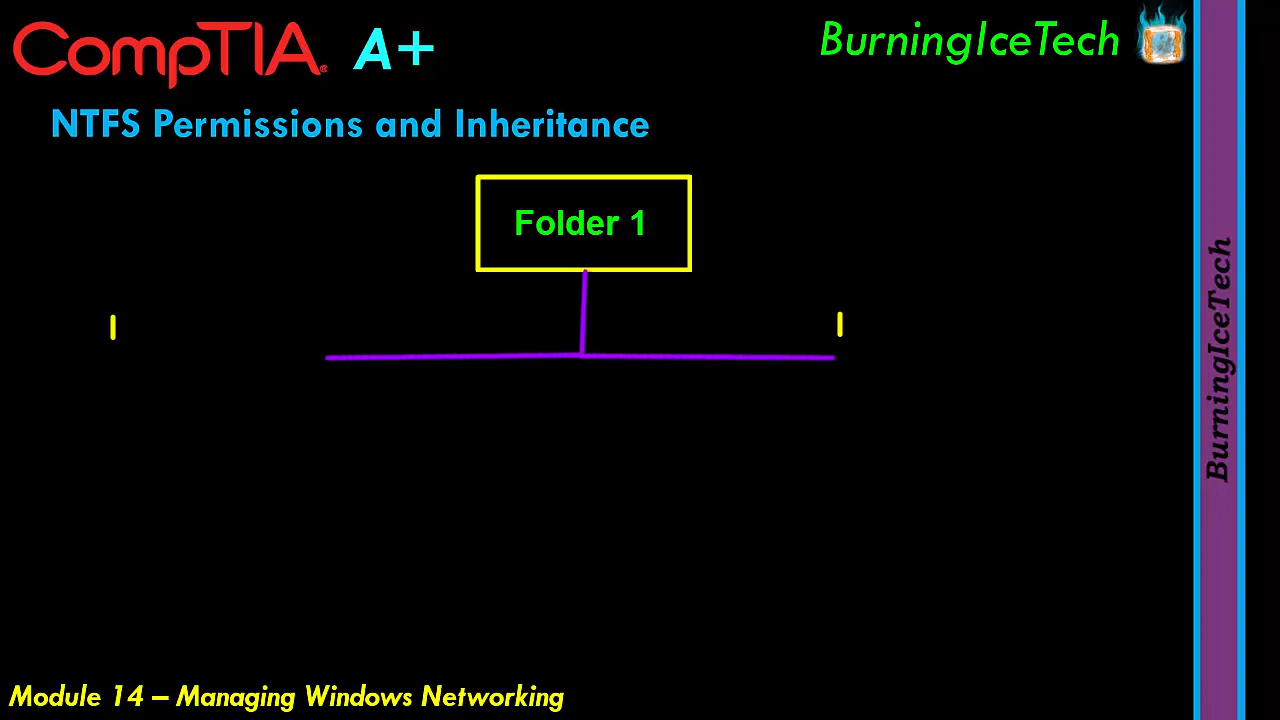 CompTIA. A+
BurningIceTech
NTFS Permissions and Inheritance
Folder 1
BurningIceTech
Module 14 – Managing Windows Networking